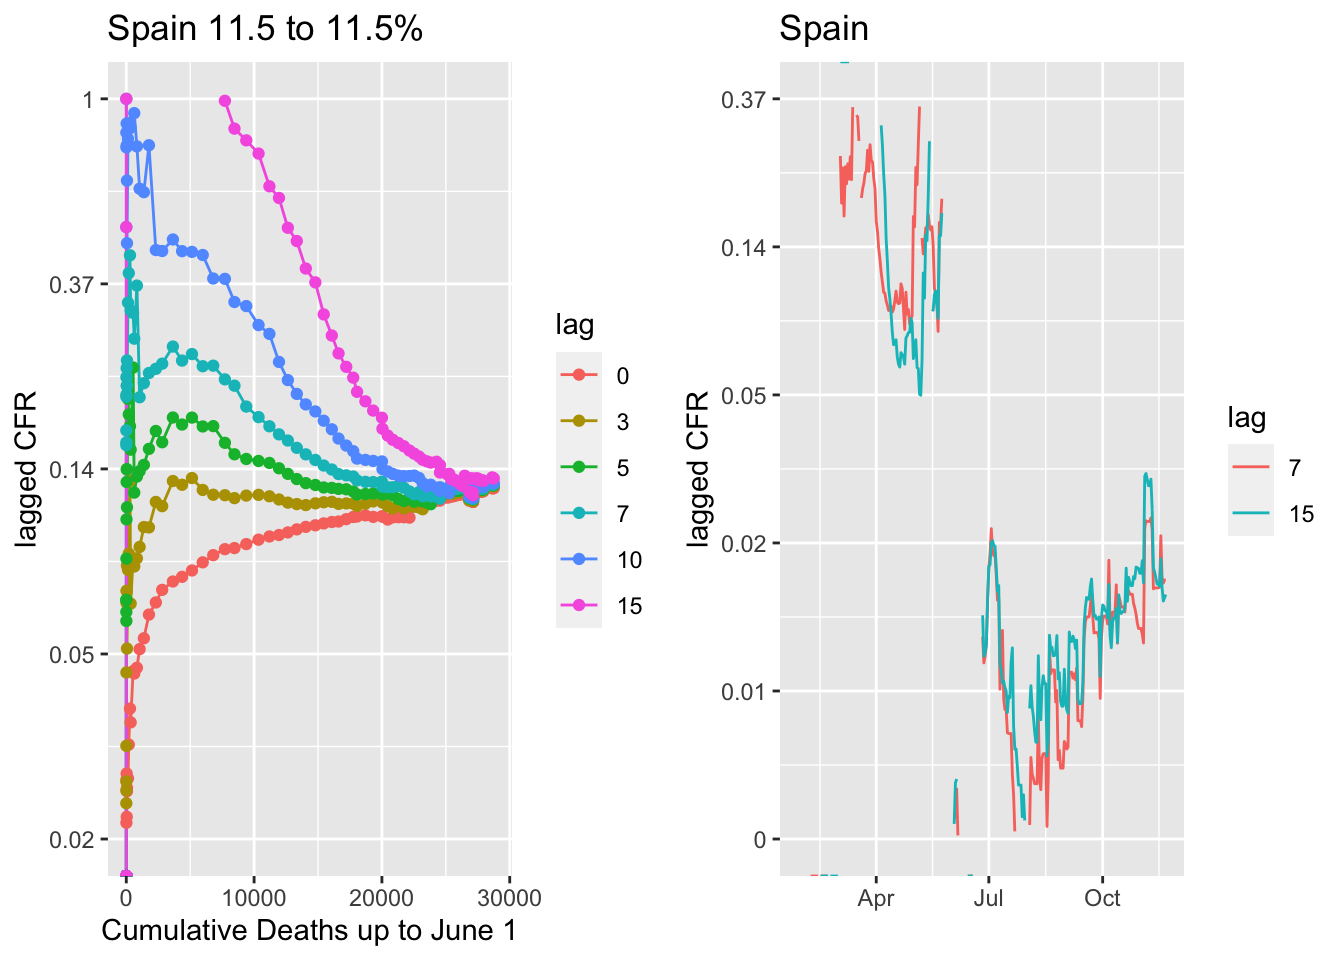 Spain 11.5 to 11.5%
lagged CFR
1
0.37
0.14
0.05
0.02
0
10000
20000
30000
Cumulative Deaths up to June 1
lag
0
3
5
7
10
15
Spain
lagged CFR
0.37
0.14
0.05
0.02
0.01
0
Apr
Jul
Oct
lag
7
15